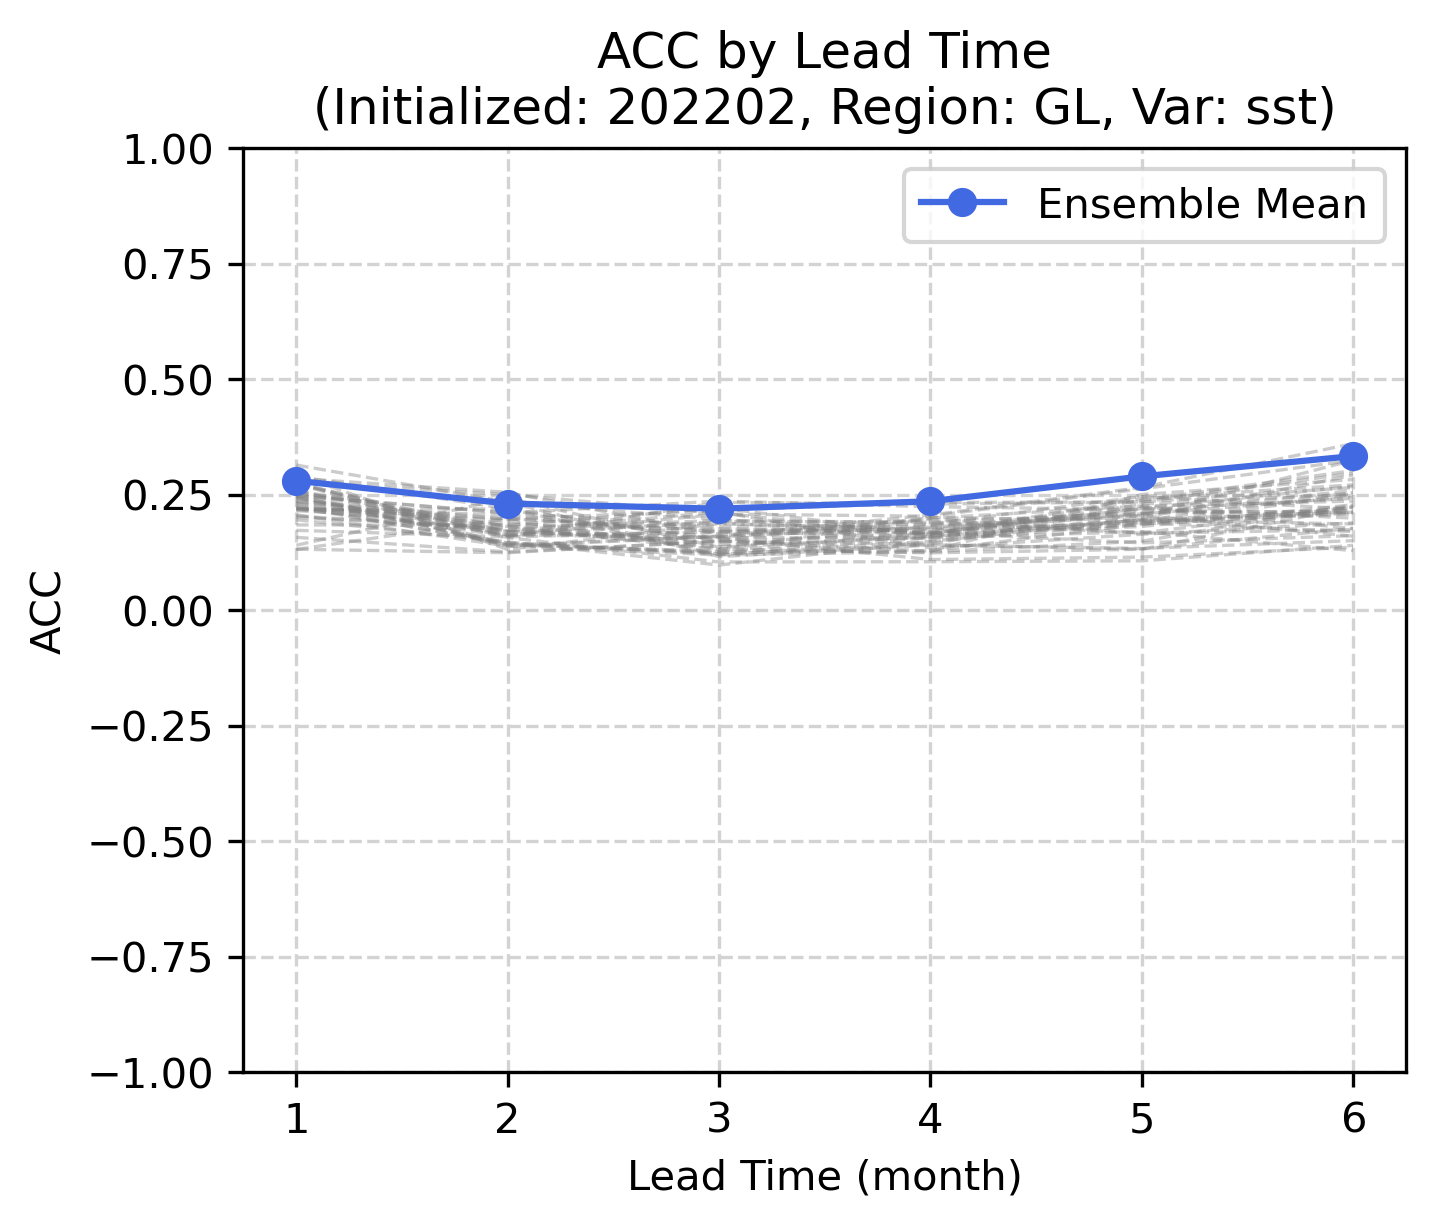 ACC by Lead Time
(Initialized: 202202, Region: GL, Var: sst)
Ensemble Mean
1.00
0.75
0.50
0.25
0.00
−0.25
−0.50
−0.75
−1.00
ACC
1 2 3 4 5 6
Lead Time (month)